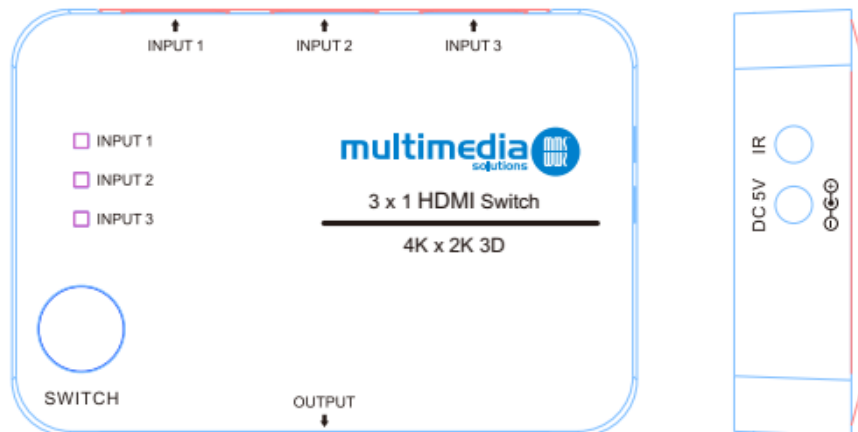 INPUT 1 INPUT 2 INPUT 3
INPUT 1
INPUT 2
INPUT 3
multimedia
solutions
3 x 1 HDMI Switch
4K x 2K 3D
SWITCH
OUTPUT
IR
DC 5V